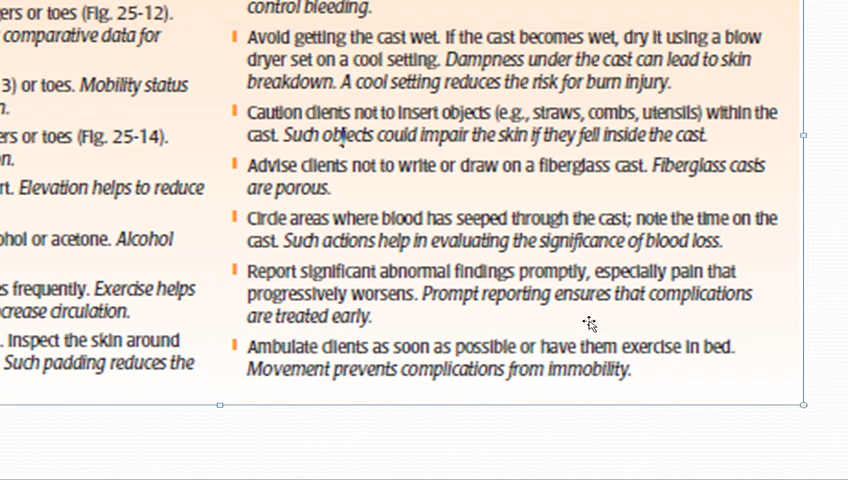 ers or toes (Fig. 25-12).
comparative data for
3) or toes. Mobility status
n.
ers or toes (Fig. 25-14).
on.
rt. Elevation helps to reduce
ohol or acetone. Alcohol
s frequently. Exercise helps
crease circulation.
. Inspect the skin around
Such padding reduces the
control bleeding.
Avoid getting the cast wet. If the cast becomes wet, dry it using a blow
dryer set on a cool setting. Dampness under the cast can lead to skin
breakdown. A cool setting reduces the risk for burn injury.
Caution clients not to insert objects (e.g., straws, combs, utensils) within the
cast. Such objects could impair the skin if they fell inside the cast.
Advise clients not to write or draw on a fiberglass cast. Fiberglass casts
are porous.
Circle areas where blood has seeped through the cast; note the time on the
cast. Such actions help in evaluating the significance of blood loss.
Report significant abnormal findings promptly, especially pain that
progressively worsens. Prompt reporting ensures that complications
are treated early.
Ambulate clients as soon as possible or have them exercise in bed.
Movement prevents complications from immobility.